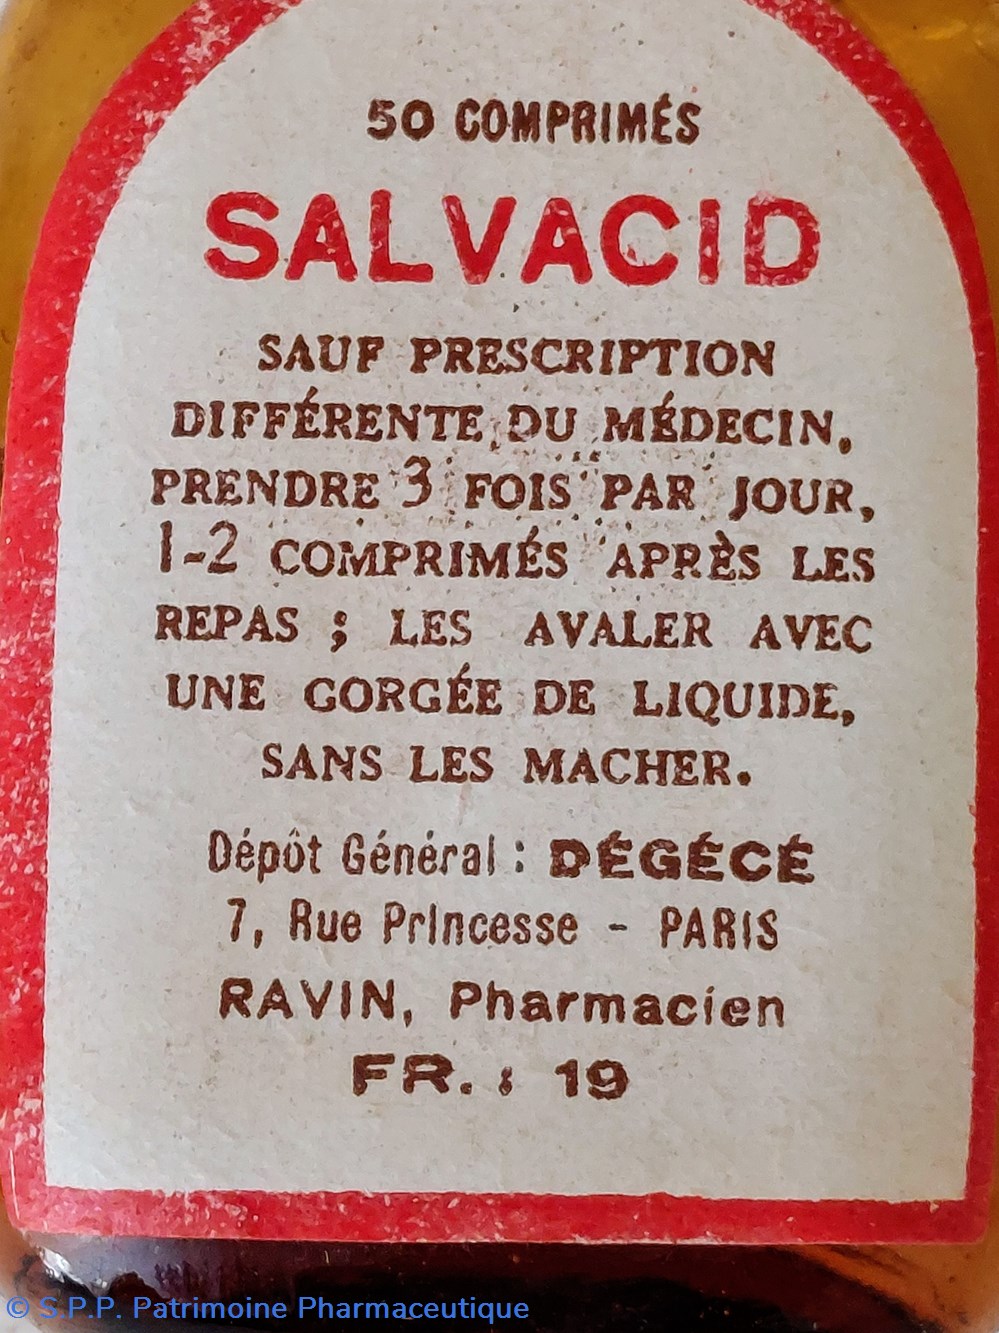 50 COMPRIMÉS
SALVACID
SAUF PRESCRIPTION
DIFFÉRENTE DU MÉDECIN,
PRENDRE 3 FOIS PAR JOUR,
1-2 COMPRIMÉS APRÈS LES
REPAS ; LES AVALER AVEC
UNE GORGÉE DE LIQUIDE,
SANS LES MACHER.
Dépôt Général : DÉGÉCÉ
7, Rue Princesse - PARIS
RAVIN, Pharmacien
FR. : 19
© S.P.P. Patrimoine Pharmaceutique